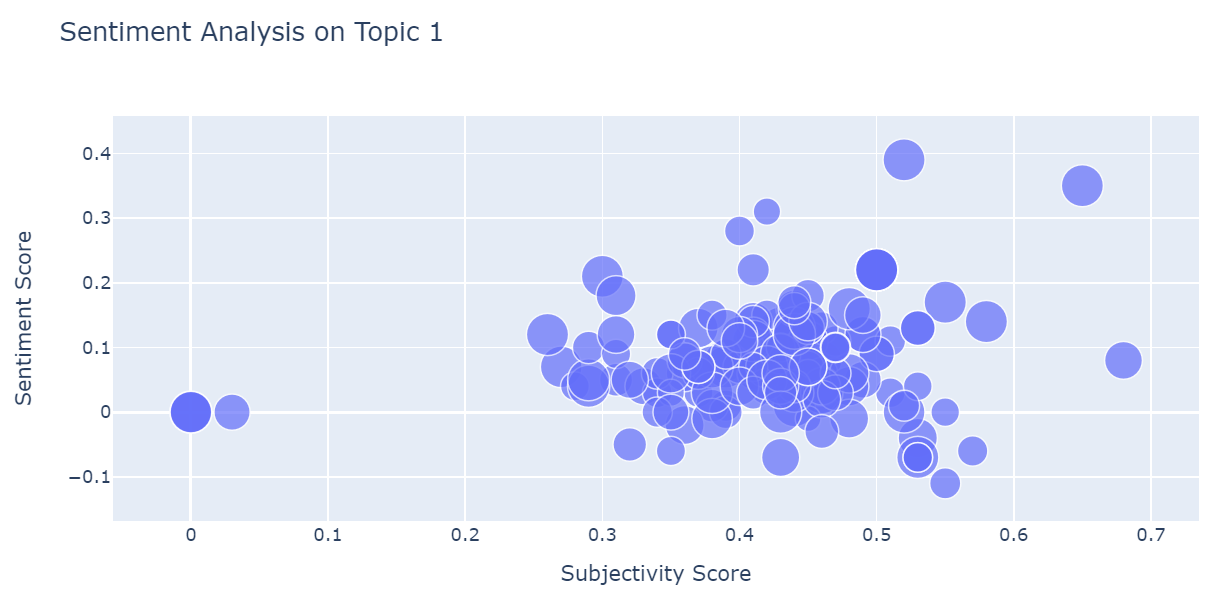 Sentiment Analysis on Topic 1
Sentiment Score
0.4
0.3
0.2
0.1
0
−0.1
0 0.1 0.2 0.3 0.4 0.5 0.6 0.7
Subjectivity Score